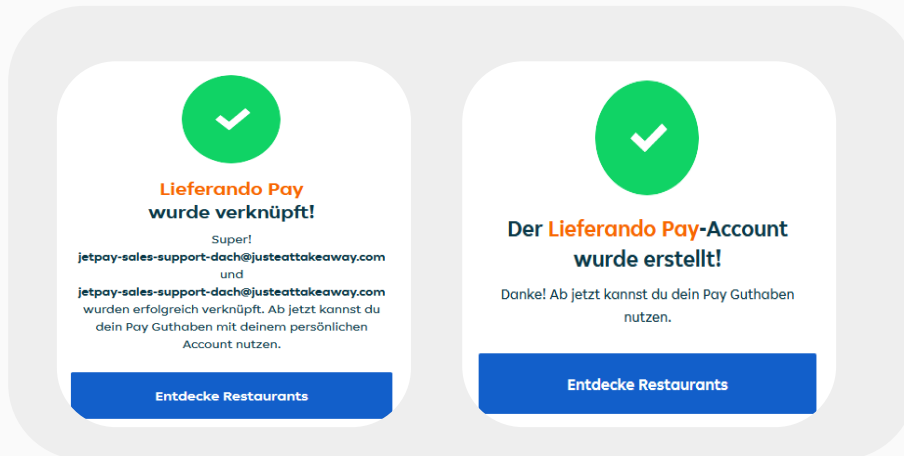 Lieferando Pay
wurde verknüpft!
Super!
jetpay-sales-support-dach@justeattakeaway.com
und
jetpay-sales-support-dach@justeattakeaway.com
wurden erfolgreich verknüpft. Ab jetzt kannst du
dein Pay Guthaben mit deinem persönlichen
Account nutzen.
Entdecke Restaurants
Der Lieferando Pay-Account
wurde erstellt!
Danke! Ab jetzt kannst du dein Pay Guthaben
nutzen.
Entdecke Restaurants